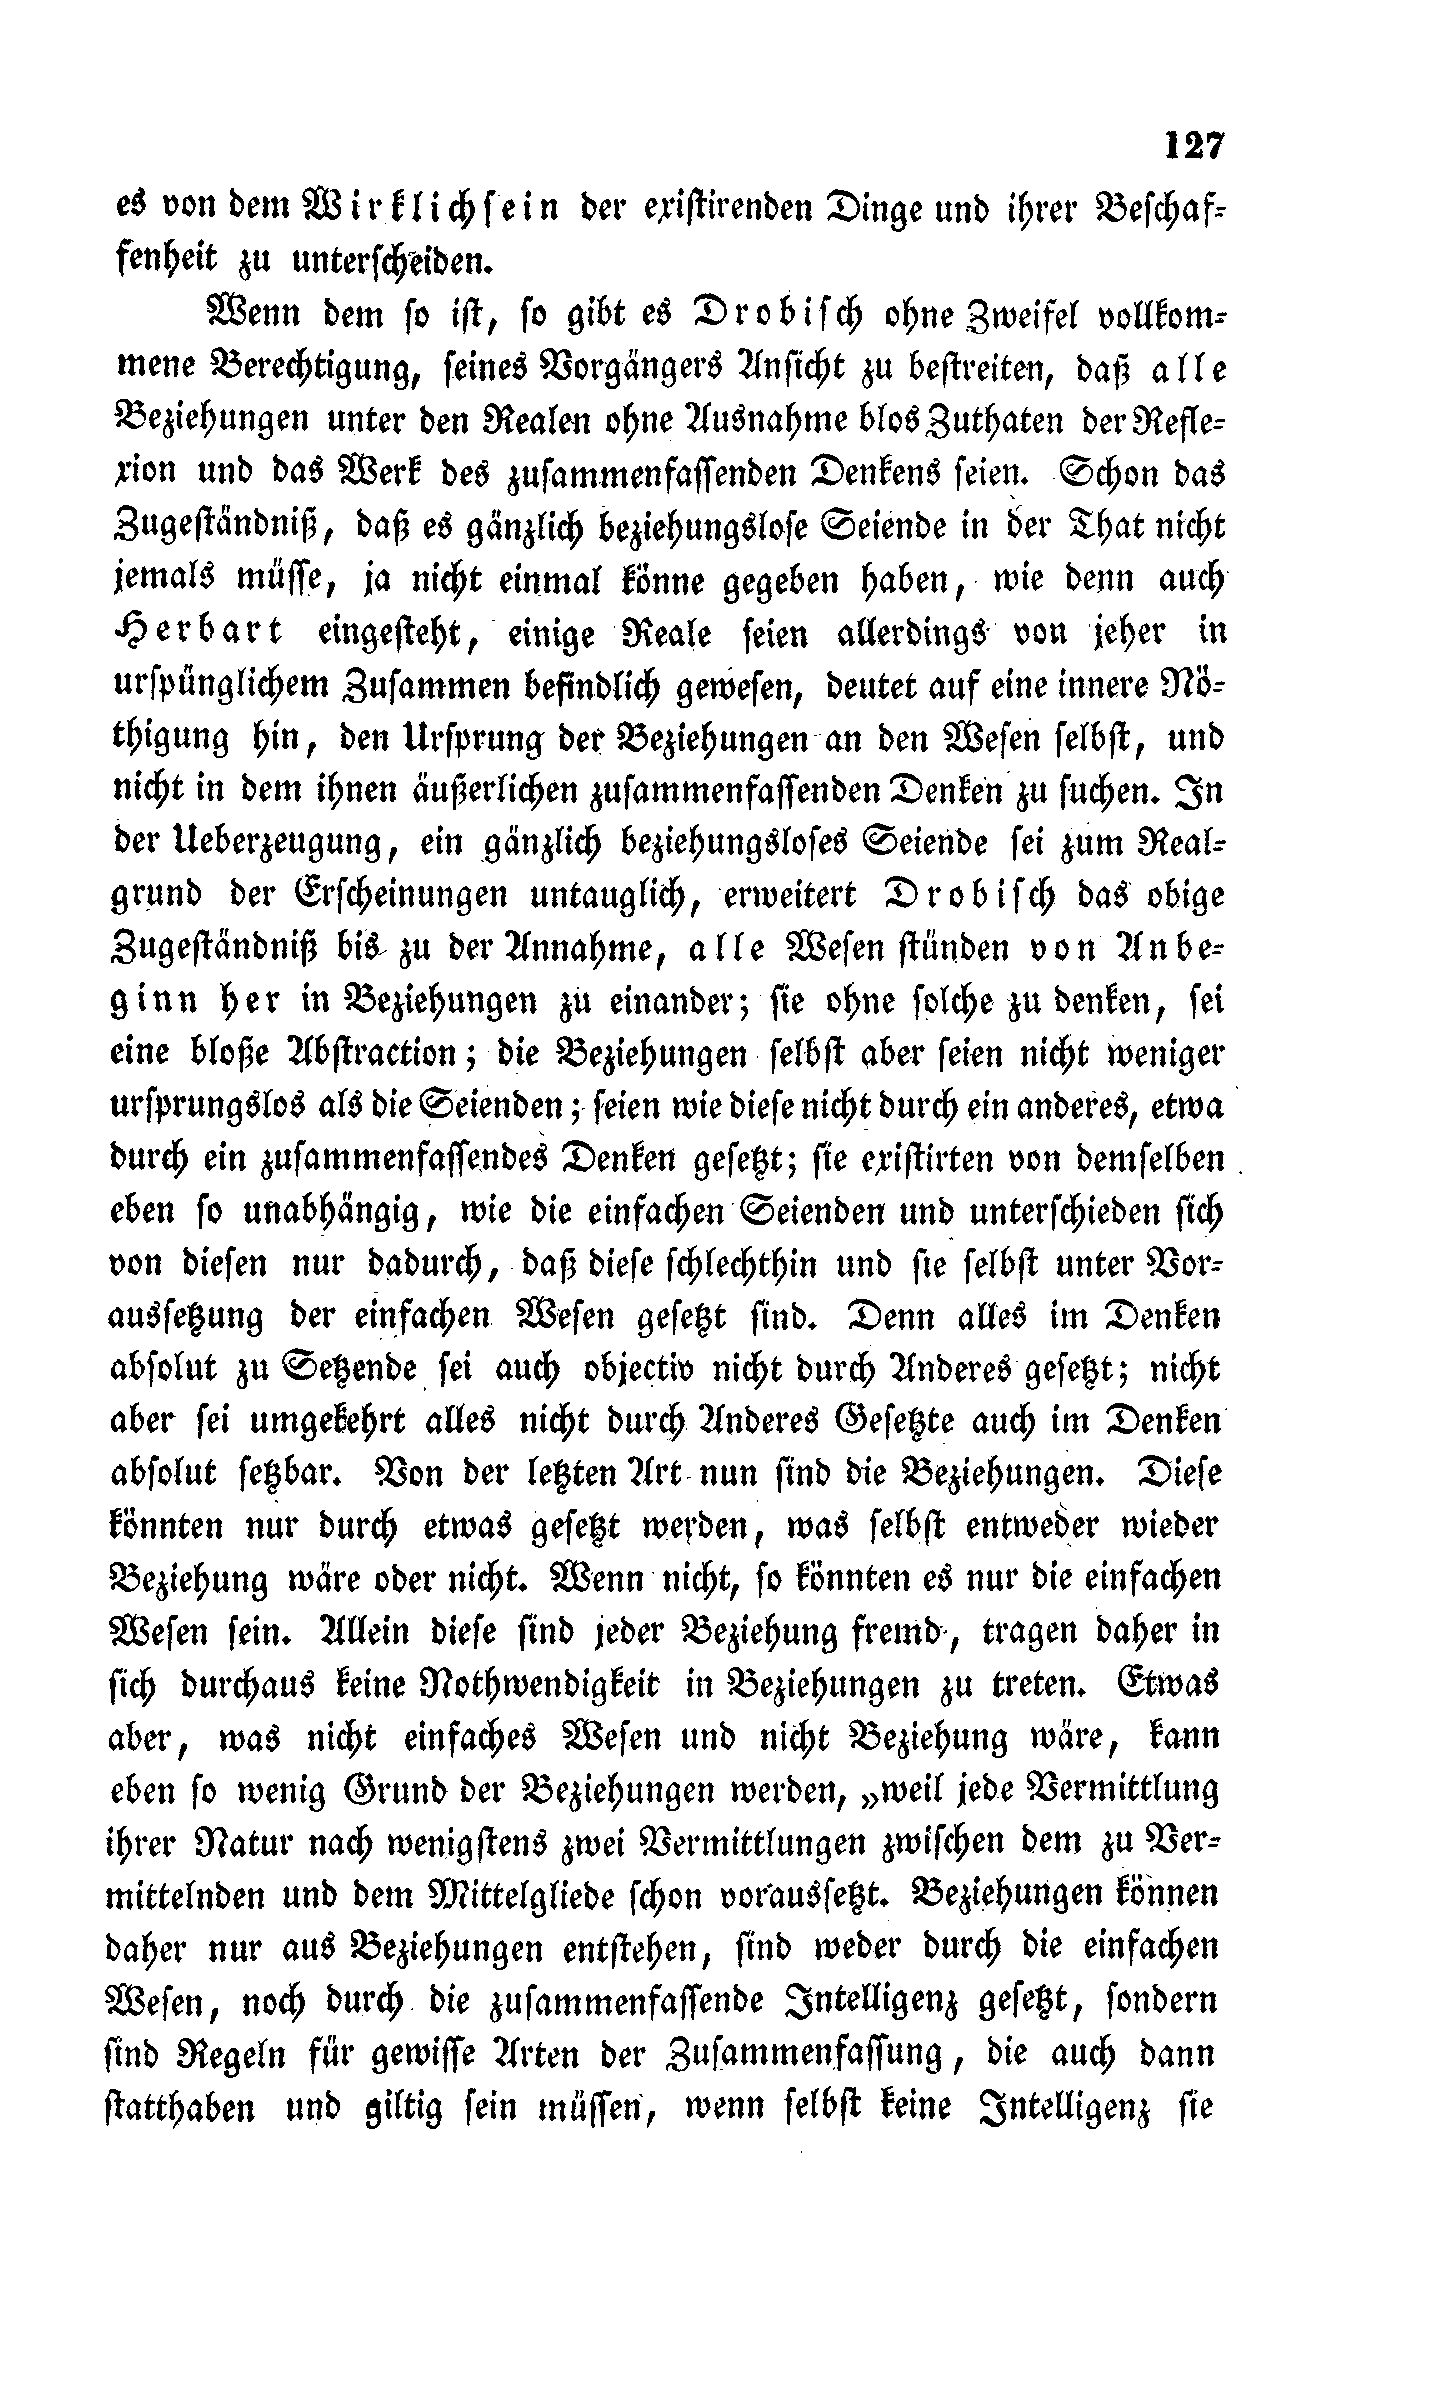 127
es von dem Wirklichsein der existirenden Dinge und ihrer Beschaf-
fenheit zu unterscheiden.
Wenn dem so ist, so gibt es Drobisch ohne Zweifel vollkom-
mene Berechtigung, seines Vorgängers Ansicht zu bestreiten, daß alle
Beziehungen unter den Realen ohne Ausnahme blos Zuthaten der Refle-
xion und das Werk des zusammenfassenden Denkens seien. Schon das
Zugeständniß, daß es gänzlich beziehungslose Seiende in der That nicht
jemals müsse, ja nicht einmal könne gegeben haben, wie denn auch
Herbart eingesteht, einige Reale seien allerdings von jeher in
urspünglichem Zusammen befindlich gewesen, deutet auf eine innere Nö-
thigung hin, den Ursprung der Beziehungen an den Wesen selbst, und
nicht in dem ihnen äußerlichen zusammenfassenden Denken zu suchen. In
der Ueberzeugung, ein gänzlich beziehungsloses Seiende sei zum Real-
grund der Erscheinungen untauglich, erweitert Drobisch das obige
Zugeständniß bis zu der Annahme, alle Wesen stünden von Anbe-
ginn her in Beziehungen zu einander; sie ohne solche zu denken, sei
eine bloße Abstraction; die Beziehungen selbst aber seien nicht weniger
ursprungslos als die Seienden; seien wie diese nicht durch ein anderes, etwa
durch ein zusammenfassendes Denken gesetzt; sie existirten von demselben
eben so unabhängig, wie die einfachen Seienden und unterschieden sich
von diesen nur dadurch, daß diese schlechthin und sie selbst unter Vor-
aussetzung der einfachen Wesen gesetzt sind. Denn alles im Denken
absolut zu Setzende sei auch objectiv nicht durch Anderes gesetzt; nicht
aber sei umgekehrt alles nicht durch Anderes Gesetzte auch im Denken
absolut setzbar. Von der letzten Art nun sind die Beziehungen. Diese
könnten nur durch etwas gesetzt werden, was selbst entweder wieder
Beziehung wäre oder nicht. Wenn nicht, so könnten es nur die einfachen
Wesen sein. Allein diese sind jeder Beziehung fremd, tragen daher in
sich durchaus keine Nothwendigkeit in Beziehungen zu treten. Etwas
aber, was nicht einfaches Wesen und nicht Beziehung wäre, kann
eben so wenig Grund der Beziehungen werden, „weil jede Vermittlung
ihrer Natur nach wenigstens zwei Vermittlungen zwischen dem zu Ver-
mittelnden und dem Mittelgliede schon voraussetzt. Beziehungen können
daher nur aus Beziehungen entstehen, sind weder durch die einfachen
Wesen, noch durch die zusammenfassende Intelligenz gesetzt, sondern
sind Regeln für gewisse Arten der Zusammenfassung, die auch dann
statthaben und giltig sein müssen, wenn selbst keine Intelligenz sie